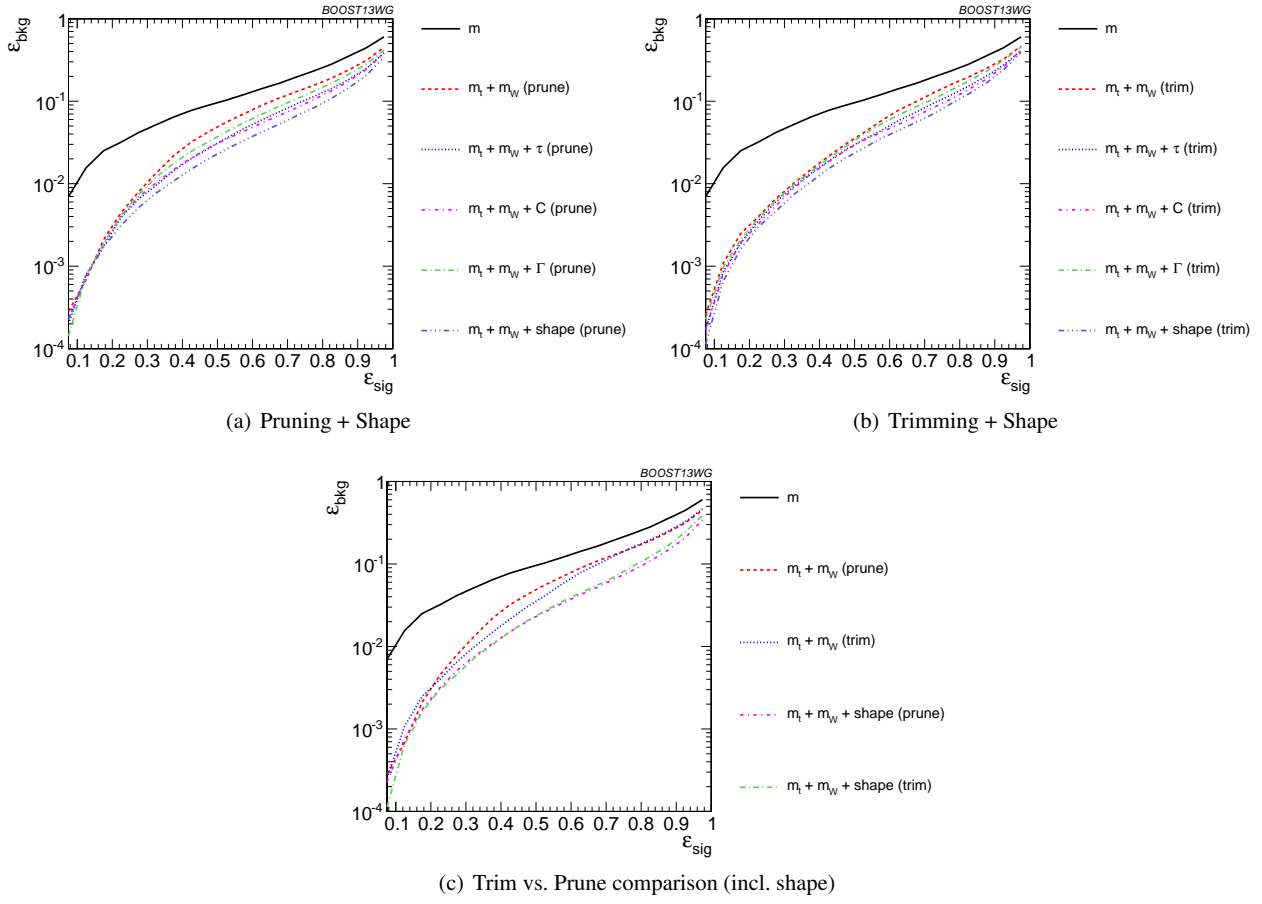 BOOST13WG
ε_bkg
1
10⁻¹
10⁻²
10⁻³
10⁻⁴
0.1 0.2 0.3 0.4 0.5 0.6 0.7 0.8 0.9 1
ε_sig
m
m_t + m_W (prune)
m_t + m_W + τ (prune)
m_t + m_W + C (prune)
m_t + m_W + Γ (prune)
m_t + m_W + shape (prune)
(a) Pruning + Shape
BOOST13WG
ε_bkg
1
10⁻¹
10⁻²
10⁻³
10⁻⁴
0.1 0.2 0.3 0.4 0.5 0.6 0.7 0.8 0.9 1
ε_sig
m
m_t + m_W (trim)
m_t + m_W + τ (trim)
m_t + m_W + C (trim)
m_t + m_W + Γ (trim)
m_t + m_W + shape (trim)
(b) Trimming + Shape
BOOST13WG
ε_bkg
1
10⁻¹
10⁻²
10⁻³
10⁻⁴
0.1 0.2 0.3 0.4 0.5 0.6 0.7 0.8 0.9 1
ε_sig
m
m_t + m_W (prune)
m_t + m_W (trim)
m_t + m_W + shape (prune)
m_t + m_W + shape (trim)
(c) Trim vs. Prune comparison (incl. shape)